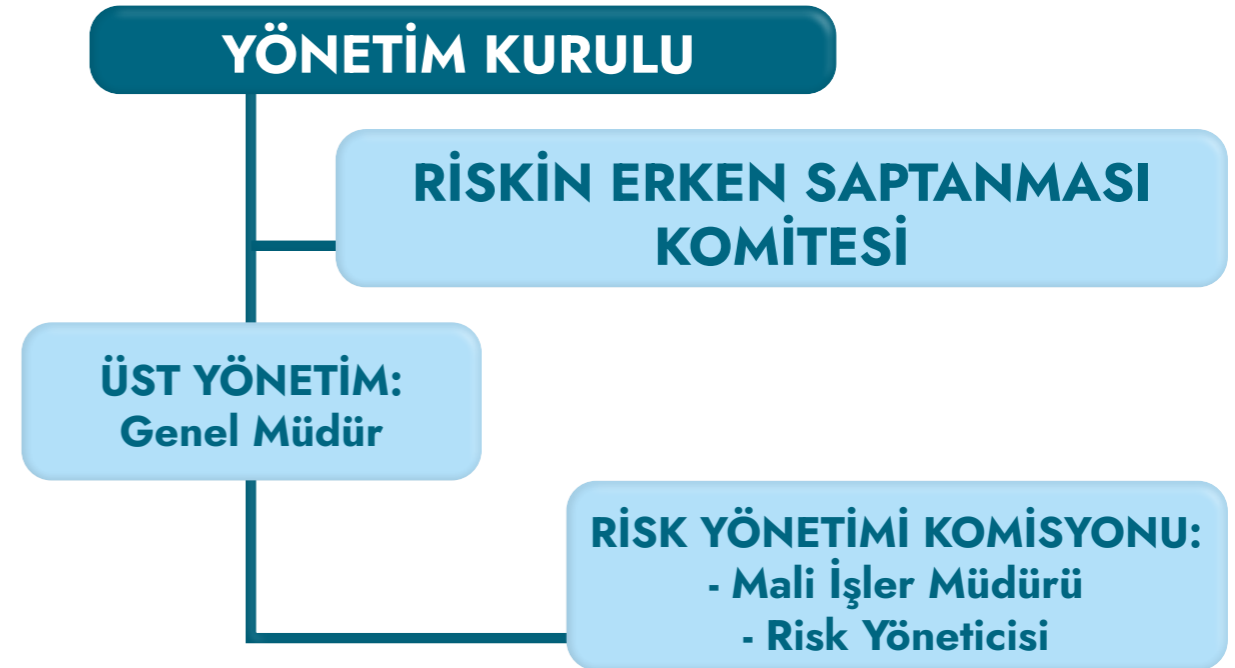 YÖNETİM KURULU
RİSKİN ERKEN SAPTANMASI
KOMİTESİ
ÜST YÖNETİM:
Genel Müdür
RİSK YÖNETİMİ KOMİSYONU:
- Mali İşler Müdürü
- Risk Yöneticisi